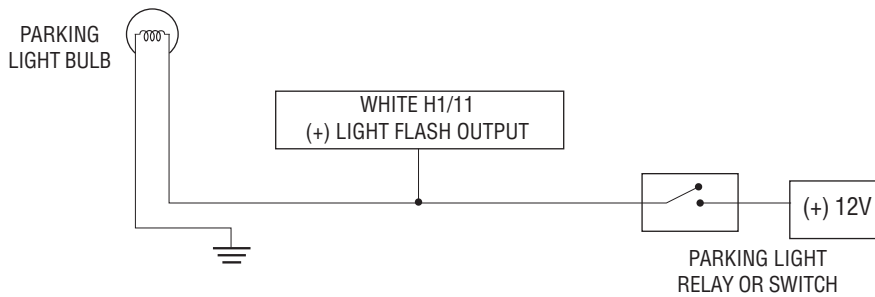 PARKING
LIGHT BULB
WHITE H1/11
(+) LIGHT FLASH OUTPUT
(+) 12V
PARKING LIGHT
RELAY OR SWITCH